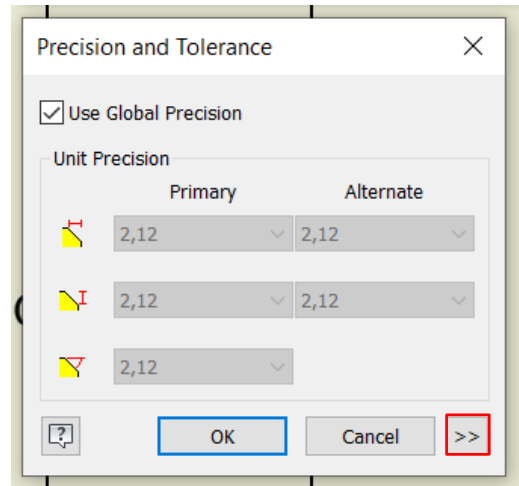 Precision and Tolerance
Use Global Precision
Unit Precision
Primary Alternate
2,12 2,12
2,12 2,12
2,12
OK Cancel >>